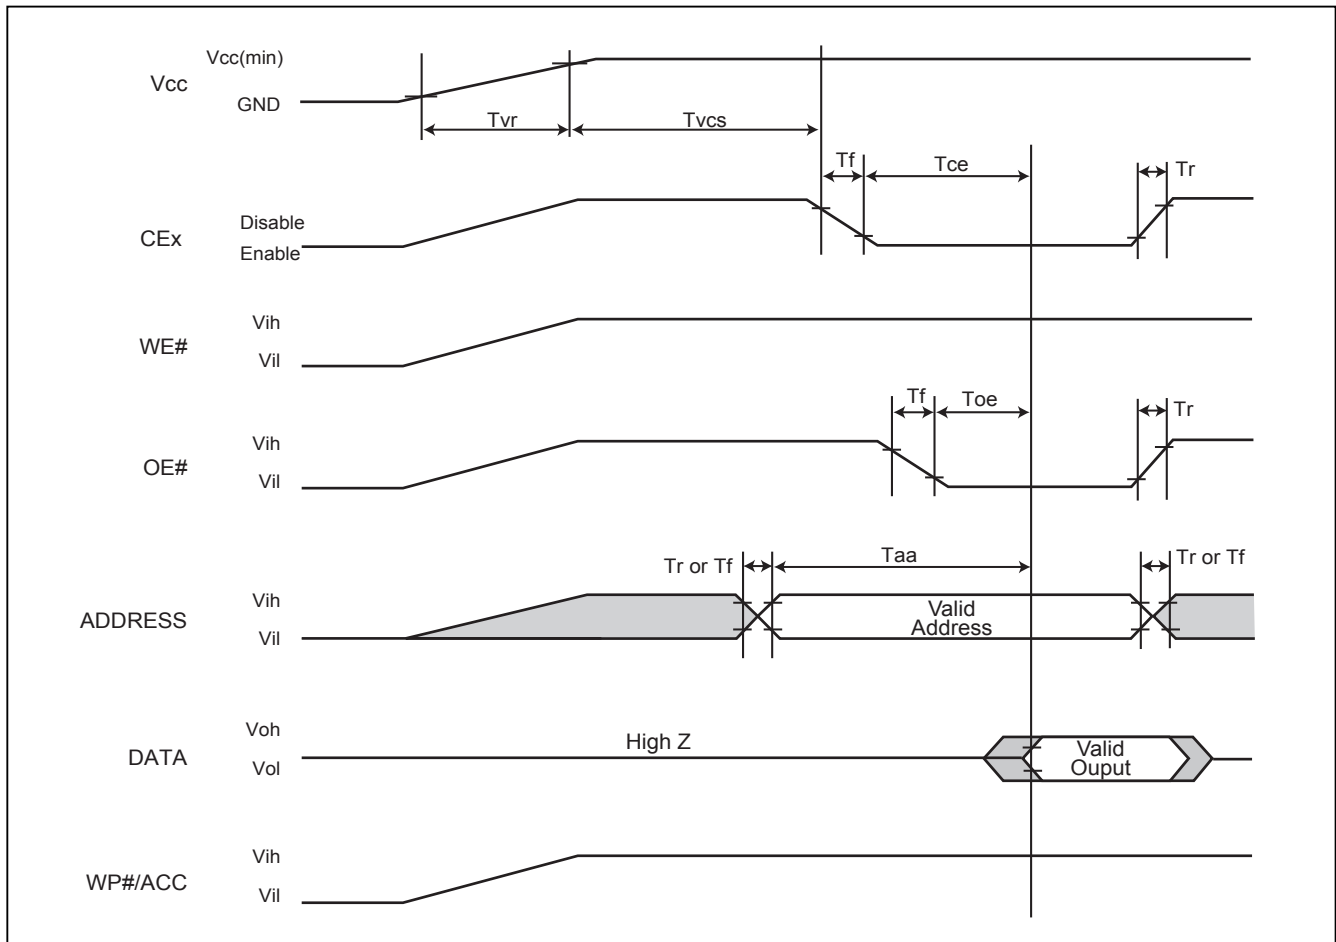 Vcc(min)
Vcc
GND
Tvr
Tvcs
Tf
Tce
Tr
Disable
CEx
Enable
Vih
WE#
Vil
Tf
Toe
Tr
Vih
OE#
Vil
Tr or Tf
Taa
Tr or Tf
Vih
ADDRESS
Vil
Valid
Address
Voh
High Z
DATA
Vol
Valid
Ouput
Vih
WP#/ACC
Vil